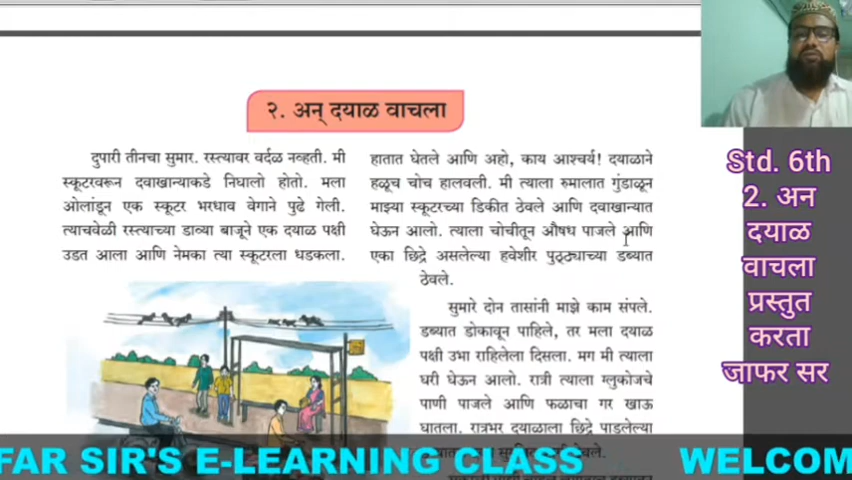 २. अन् दयाळ वाचला
दुपारी तीनचा सुमार. रस्त्यावर वर्दळ नव्हती. मी
स्कूटरवरून दवाखान्याकडे निघालो होतो. मला
ओलांडून एक स्कूटर भरधाव वेगाने पुढे गेली.
त्याचवेळी रस्त्याच्या डाव्या बाजूने एक दयाळ पक्षी
उडत आला आणि नेमका त्या स्कूटरला धडकला.
हातात घेतले आणि अहो, काय आश्चर्य! दयाळाने
हळूच चोच हालवली. मी त्याला रुमालात गुंडाळून
माझ्या स्कूटरच्या डिकीत ठेवले आणि दवाखान्यात
घेऊन आलो. त्याला चोचीतून औषध पाजले आणि
एका छिद्रे असलेल्या हवेशीर पुठ्ठ्याच्या डब्यात
ठेवले.
सुमारे दोन तासांनी माझे काम संपले.
डब्यात डोकावून पाहिले, तर मला दयाळ
पक्षी उभा राहिलेला दिसला. मग मी त्याला
घरी घेऊन आलो. रात्री त्याला ग्लुकोजचे
पाणी पाजले आणि फळाचा गर खाऊ
घातला. रात्रभर दयाळाला छिद्रे पाडलेल्या
Std. 6th
2. अन
दयाळ
वाचला
प्रस्तुत
करता
जाफर सर
FAR SIR'S E-LEARNING CLASS WELCOM